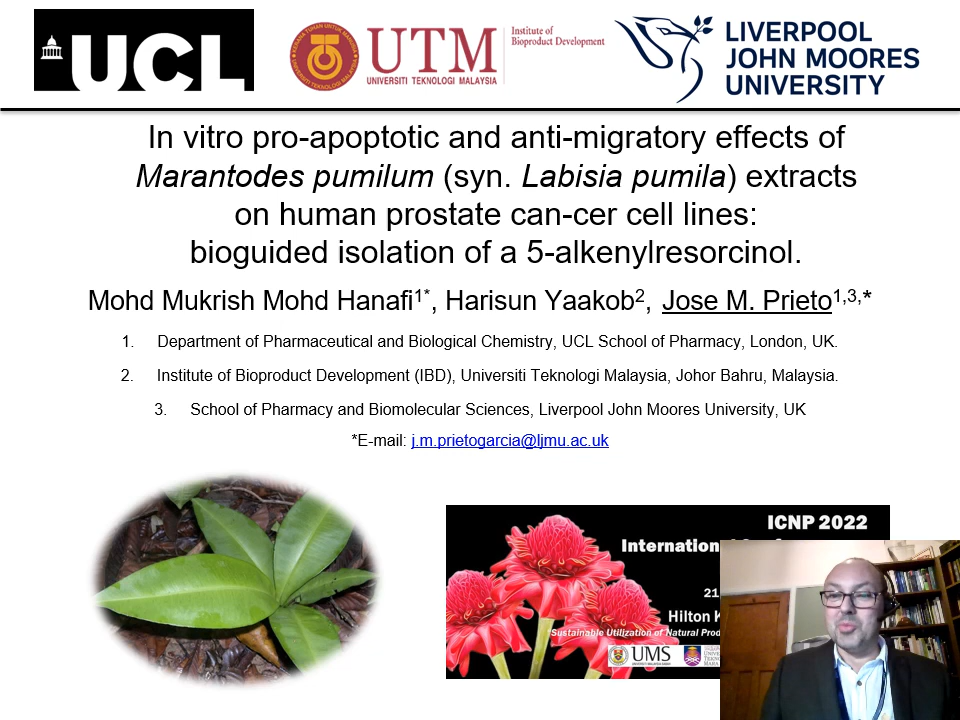 UCL
UTM
UNIVERSITI TEKNOLOGI MALAYSIA
Institute of
Bioproduct Development
LIVERPOOL
JOHN MOORES
UNIVERSITY
In vitro pro-apoptotic and anti-migratory effects of
Marantodes pumilum (syn. Labisia pumila) extracts
on human prostate can-cer cell lines:
bioguided isolation of a 5-alkenylresorcinol.
Mohd Mukrish Mohd Hanafi1*, Harisun Yaakob2, Jose M. Prieto1,3,*
1. Department of Pharmaceutical and Biological Chemistry, UCL School of Pharmacy, London, UK.
2. Institute of Bioproduct Development (IBD), Universiti Teknologi Malaysia, Johor Bahru, Malaysia.
3. School of Pharmacy and Biomolecular Sciences, Liverpool John Moores University, UK
*E-mail: j.m.prietogarcia@ljmu.ac.uk
ICNP 2022
International
21
Hilton K
"Sustainable Utilization of Natural Prod
UMS
UNIVERSITI MALAYSIA SABAH